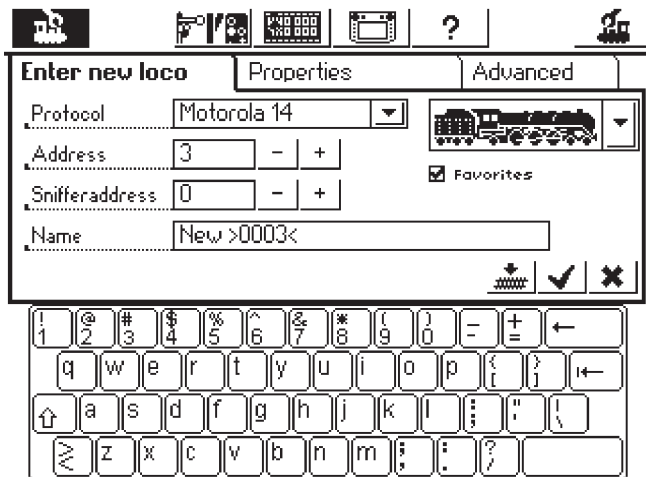 ?
Enter new loco Properties Advanced
Protocol Motorola 14
Address 3 - +
Snifferaddress 0 - +
Favorites
Name New >0003<
! @ # $ % ^ & * ( ) _ +
1 2 3 4 5 6 7 8 9 0 - = ←
q w e r t y u i o p { }
[ ]
a s d f g h j k l : " |
; ' \
> z x c v b n m ; : ?
< , . /